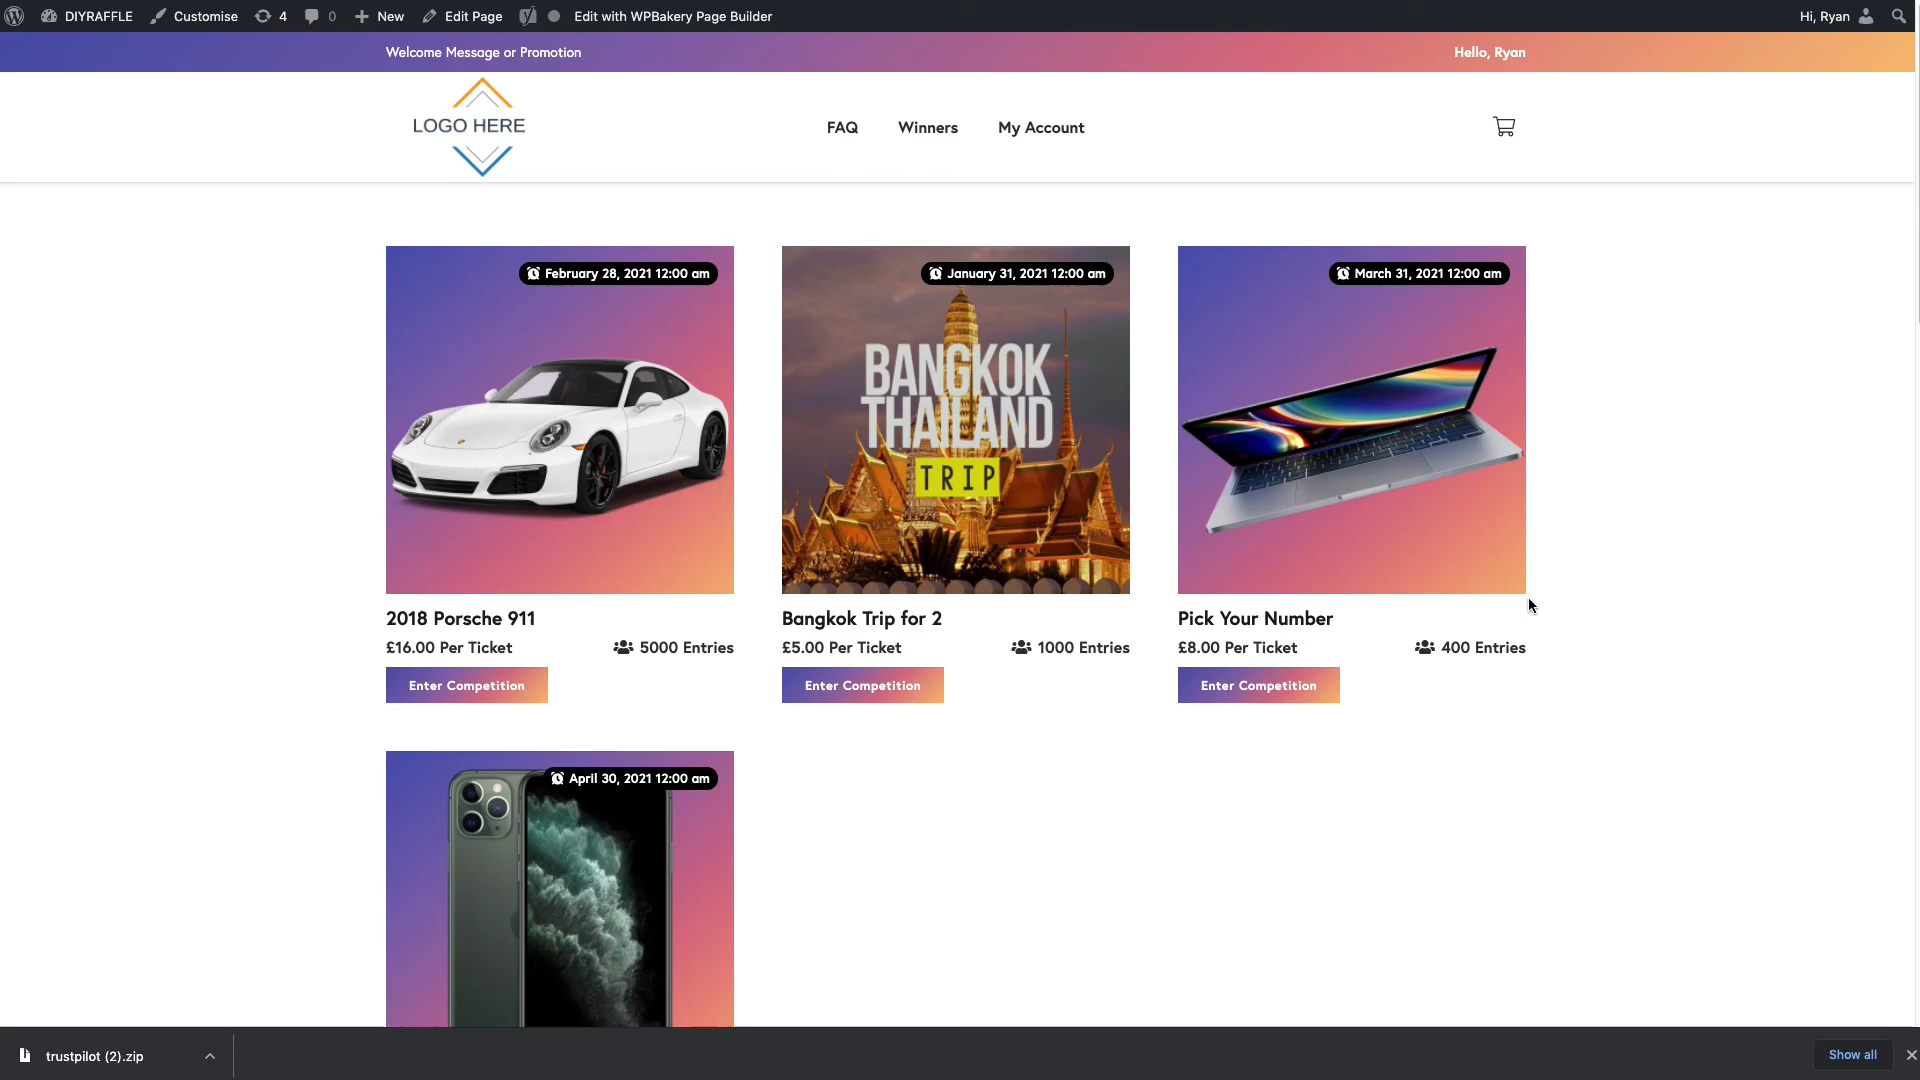 DIYRAFFLE Customise 4 0 New Edit Page Edit with WPBakery Page Builder Hi, Ryan
Welcome Message or Promotion Hello, Ryan
LOGO HERE FAQ Winners My Account
February 28, 2021 12:00 am January 31, 2021 12:00 am March 31, 2021 12:00 am
BANGKOK
THAILAND
TRIP
2018 Porsche 911 Bangkok Trip for 2 Pick Your Number
£16.00 Per Ticket 5000 Entries £5.00 Per Ticket 1000 Entries £8.00 Per Ticket 400 Entries
Enter Competition Enter Competition Enter Competition
April 30, 2021 12:00 am
trustpilot (2).zip Show all